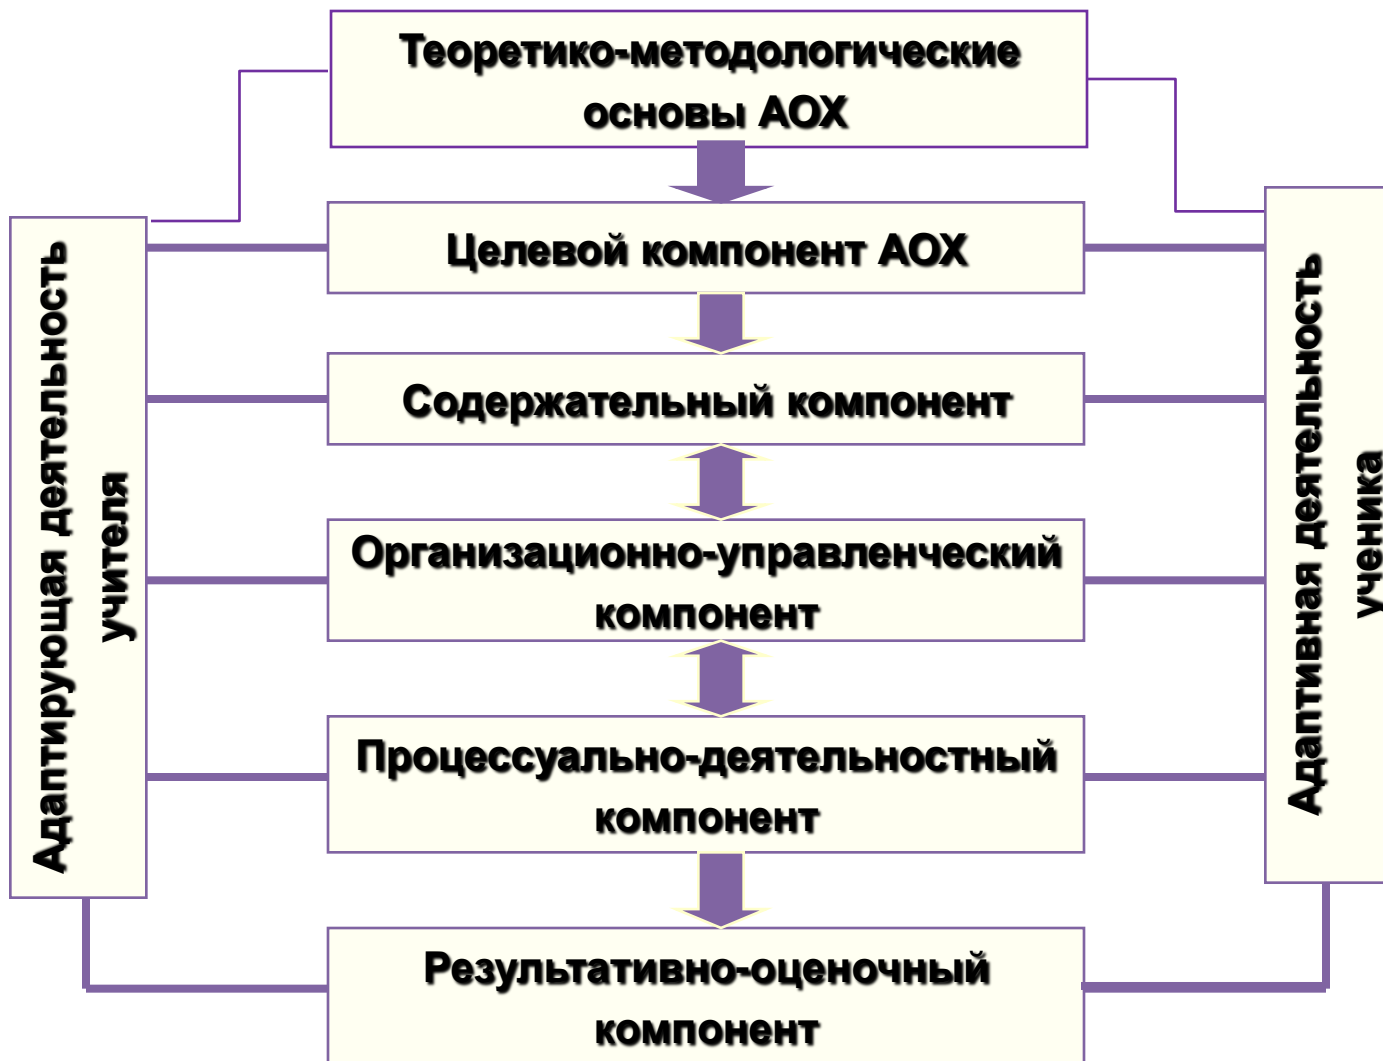 Теоретико-методологические
основы АОХ
Адаптирующая деятельность
учителя
Целевой компонент АОХ
Содержательный компонент
Организационно-управленческий
компонент
Процессуально-деятельностный
компонент
Результативно-оценочный
компонент
Адаптивная деятельность
ученика